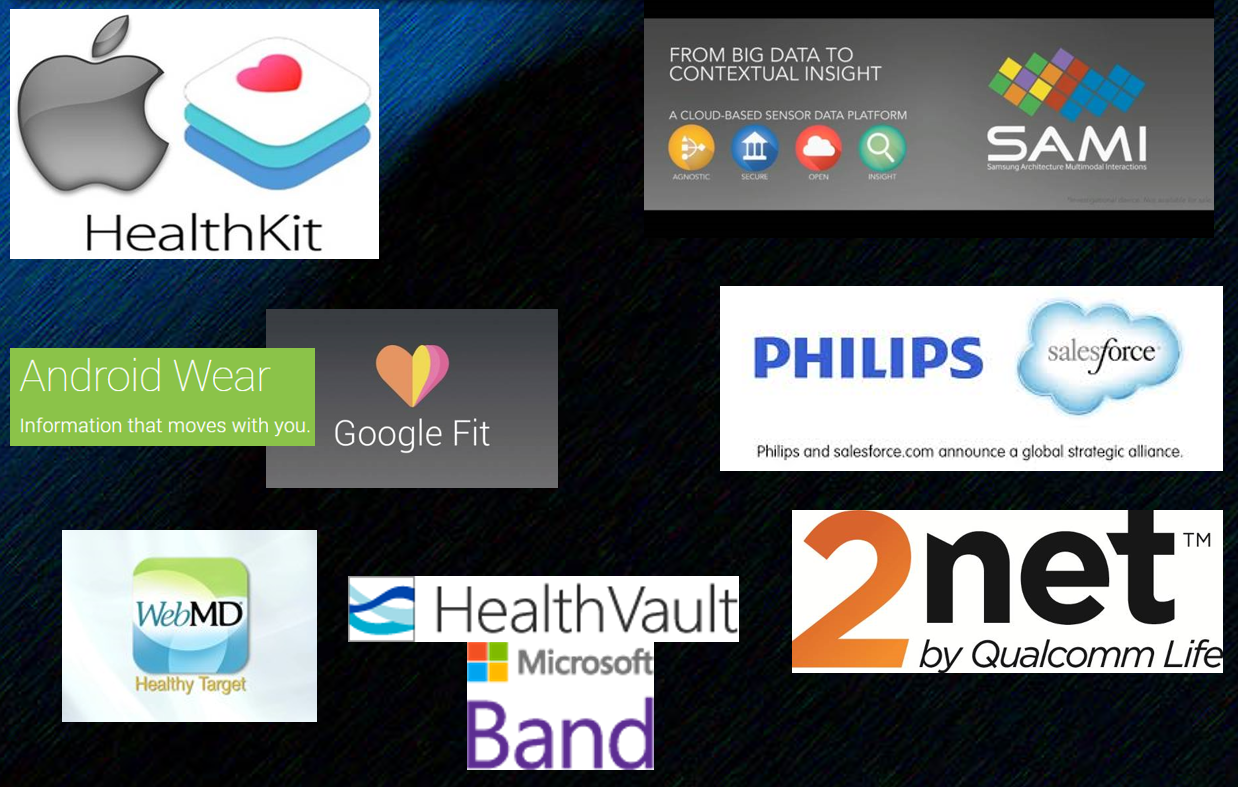 HealthKit
FROM BIG DATA TO
CONTEXTUAL INSIGHT
A CLOUD-BASED SENSOR DATA PLATFORM
AGNOSTIC
SECURE
OPEN
INSIGHT
SAMI
Samsung Architecture Multimodal Interactions
Android Wear
Information that moves with you.
Google Fit
PHILIPS
salesforce
Philips and salesforce.com announce a global strategic alliance.
WebMD
Healthy Target
HealthVault
Microsoft
Band
2net™
by Qualcomm Life